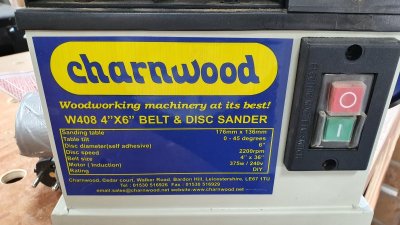 charnwood
Woodworking machinery at its best!
W408 4"X6" BELT & DISC SANDER
Sanding table 176mm x 136mm
Table tilt 0 - 45 degrees
Disc diameter(self adhesive) 6"
Disc speed 2200rpm
Belt size 4" x 36"
Motor ( Induction) 375w / 240v
Rating DIY
Charnwood, Cedar court, Walker Road, Bardon Hill, Leicestershire, LE67 1TU
Tel : 01530 516926 Fax : 01530 516929
email.sales@charnwood.net website www.charnwood.net
O
I